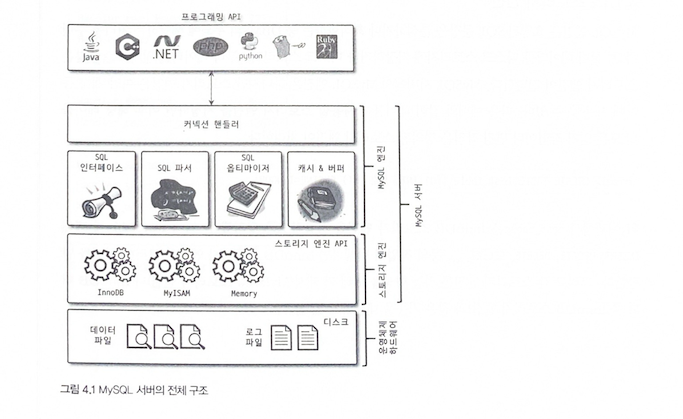 프로그래밍 API
Java
C++
.NET
php
python
-∞
Ruby
커넥션 핸들러
SQL
인터페이스
SQL 파서
SQL
옵티마이저
캐시 & 버퍼
MySQL 엔진
스토리지 엔진 API
InnoDB
MyISAM
Memory
스토리지 엔진
MySQL 서버
데이터
파일
로그
파일
디스크
운영체제
하드웨어
그림 4.1 MySQL 서버의 전체 구조